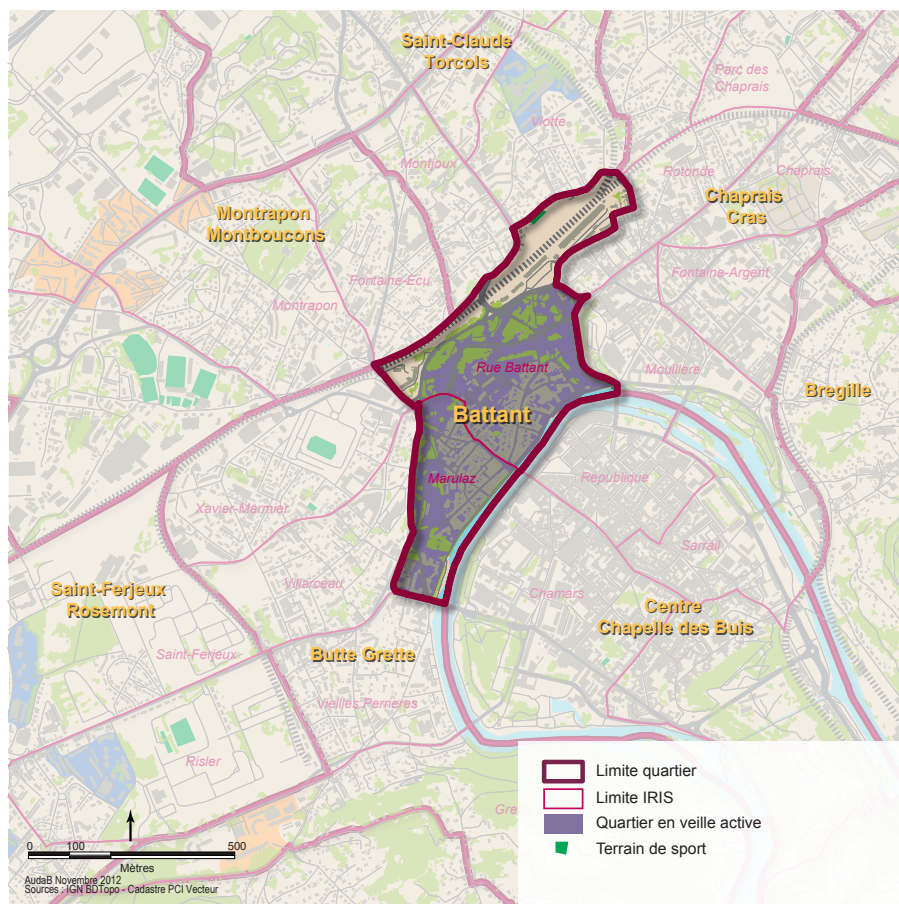 Saint-Claude
Torcols
Parc des
Chaprais
Votte
Montjoux
Rotonde
Chaprais
Chaprais
Cras
Montrapon
Montboucons
Fontaine-Ecu
Fontaine-Argent
Montrapon
Rue Battant
Mouillère
Bregille
Battant
Marulaz
République
Xavier-Marmier
Sarrail
Villarceau
Chamars
Saint-Ferjeux
Rosemont
Centre
Chapelle des Buis
Saint-Ferjeux
Butte Grette
Vieilles Perrières
Risler
Limite quartier
Limite IRIS
Quartier en veille active
Terrain de sport
0 100 500
Mètres
AudaB Novembre 2012
Sources : IGN BDTopo - Cadastre PCI Vecteur